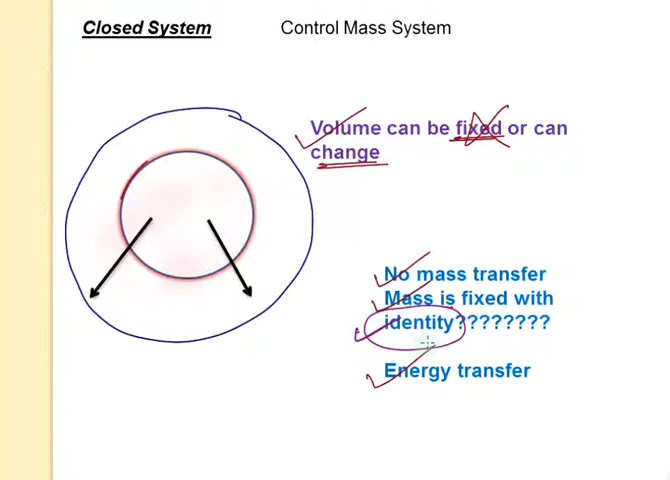 Closed System Control Mass System
Volume can be fixed or can
change
No mass transfer
Mass is fixed with
identity????????
Energy transfer